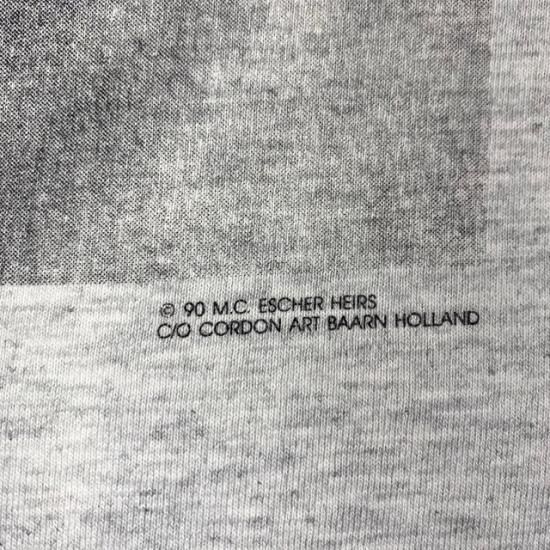 © 90 M.C. ESCHER HEIRS
C/O CORDON ART BAARN HOLLAND